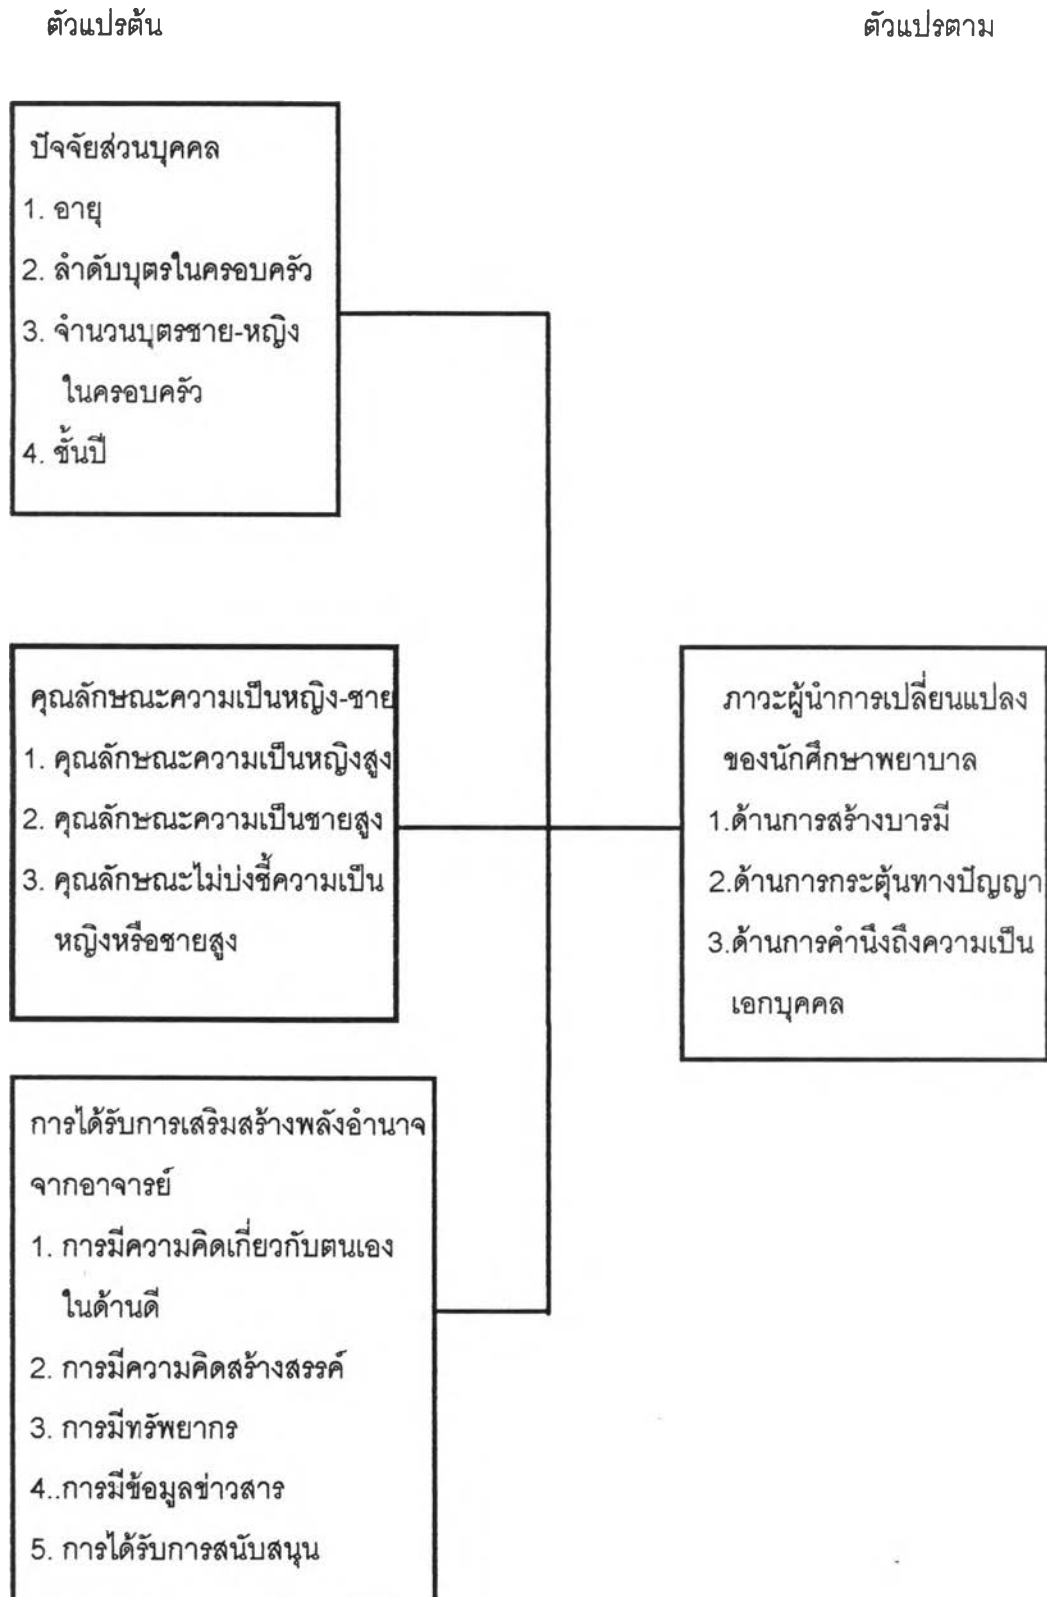 ตัวแปรต้น
ตัวแปรตาม
ปัจจัยส่วนบุคคล
1. อายุ
2. ลำดับบุตรในครอบครัว
3. จำนวนบุตรชาย-หญิง
ในครอบครัว
4. ชั้นปี
คุณลักษณะความเป็นหญิง-ชาย
1. คุณลักษณะความเป็นหญิงสูง
2. คุณลักษณะความเป็นชายสูง
3. คุณลักษณะไม่บ่งชี้ความเป็น
หญิงหรือชายสูง
ภาวะผู้นำการเปลี่ยนแปลง
ของนักศึกษาพยาบาล
1.ด้านการสร้างบารมี
2.ด้านการกระตุ้นทางปัญญา
3.ด้านการคำนึงถึงความเป็น
เอกบุคคล
การได้รับการเสริมสร้างพลังอำนาจ
จากอาจารย์
1. การมีความคิดเกี่ยวกับตนเอง
ในด้านดี
2. การมีความคิดสร้างสรรค์
3. การมีทรัพยากร
4..การมีข้อมูลข่าวสาร
5. การได้รับการสนับสนุน